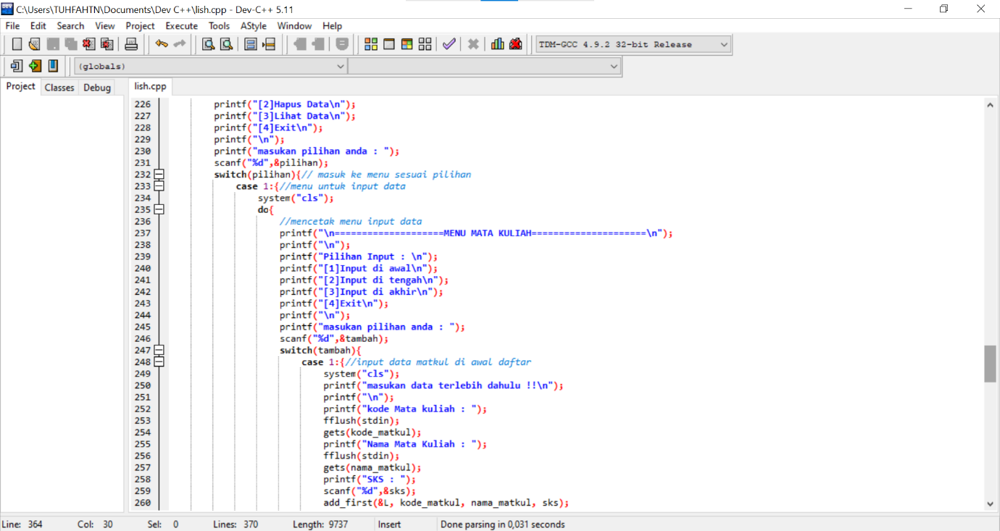 C:\Users\TUHFAHTN\Documents\Dev C++\lish.cpp - Dev-C++ 5.11
File Edit Search View Project Execute Tools AStyle Window Help
TDM-GCC 4.9.2 32-bit Release
(globals)
Project Classes Debug lish.cpp
226 printf("[2]Hapus Data\n");
227 printf("[3]Lihat Data\n");
228 printf("[4]Exit\n");
229 printf("\n");
230 printf("masukan pilihan anda : ");
231 scanf("%d",&pilihan);
232 switch(pilihan){// masuk ke menu sesuai pilihan
233 case 1:{//menu untuk input data
234 system("cls");
235 do{
236 //mencetak menu input data
237 printf("\n====================MENU MATA KULIAH=====================\n");
238 printf("\n");
239 printf("Pilihan Input : \n");
240 printf("[1]Input di awal\n");
241 printf("[2]Input di tengah\n");
242 printf("[3]Input di akhir\n");
243 printf("[4]Exit\n");
244 printf("\n");
245 printf("masukan pilihan anda : ");
246 scanf("%d",&tambah);
247 switch(tambah){
248 case 1:{//input data matkul di awal daftar
249 system("cls");
250 printf("masukan data terlebih dahulu !!\n");
251 printf("\n");
252 printf("kode Mata kuliah : ");
253 fflush(stdin);
254 gets(kode_matkul);
255 printf("Nama Mata Kuliah : ");
256 fflush(stdin);
257 gets(nama_matkul);
258 printf("SKS : ");
259 scanf("%d",&sks);
260 add_first(&L, kode_matkul, nama_matkul, sks);
Line: 364 Col: 30 Sel: 0 Lines: 370 Length: 9737 Insert Done parsing in 0,031 seconds